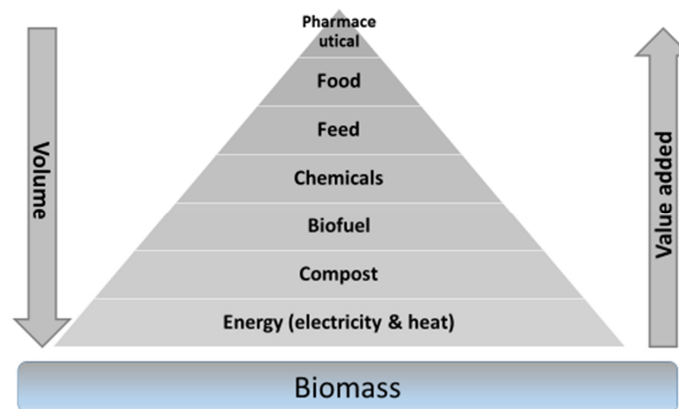 Pharmace
utical
Food
Feed
Chemicals
Biofuel
Compost
Energy (electricity & heat)
Volume
Value added
Biomass